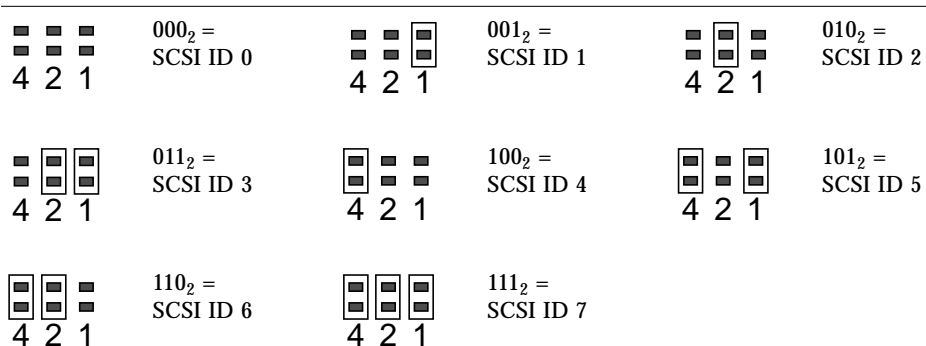 000₂ =
SCSI ID 0
4 2 1
001₂ =
SCSI ID 1
4 2 1
010₂ =
SCSI ID 2
4 2 1
011₂ =
SCSI ID 3
4 2 1
100₂ =
SCSI ID 4
4 2 1
101₂ =
SCSI ID 5
4 2 1
110₂ =
SCSI ID 6
4 2 1
111₂ =
SCSI ID 7
4 2 1